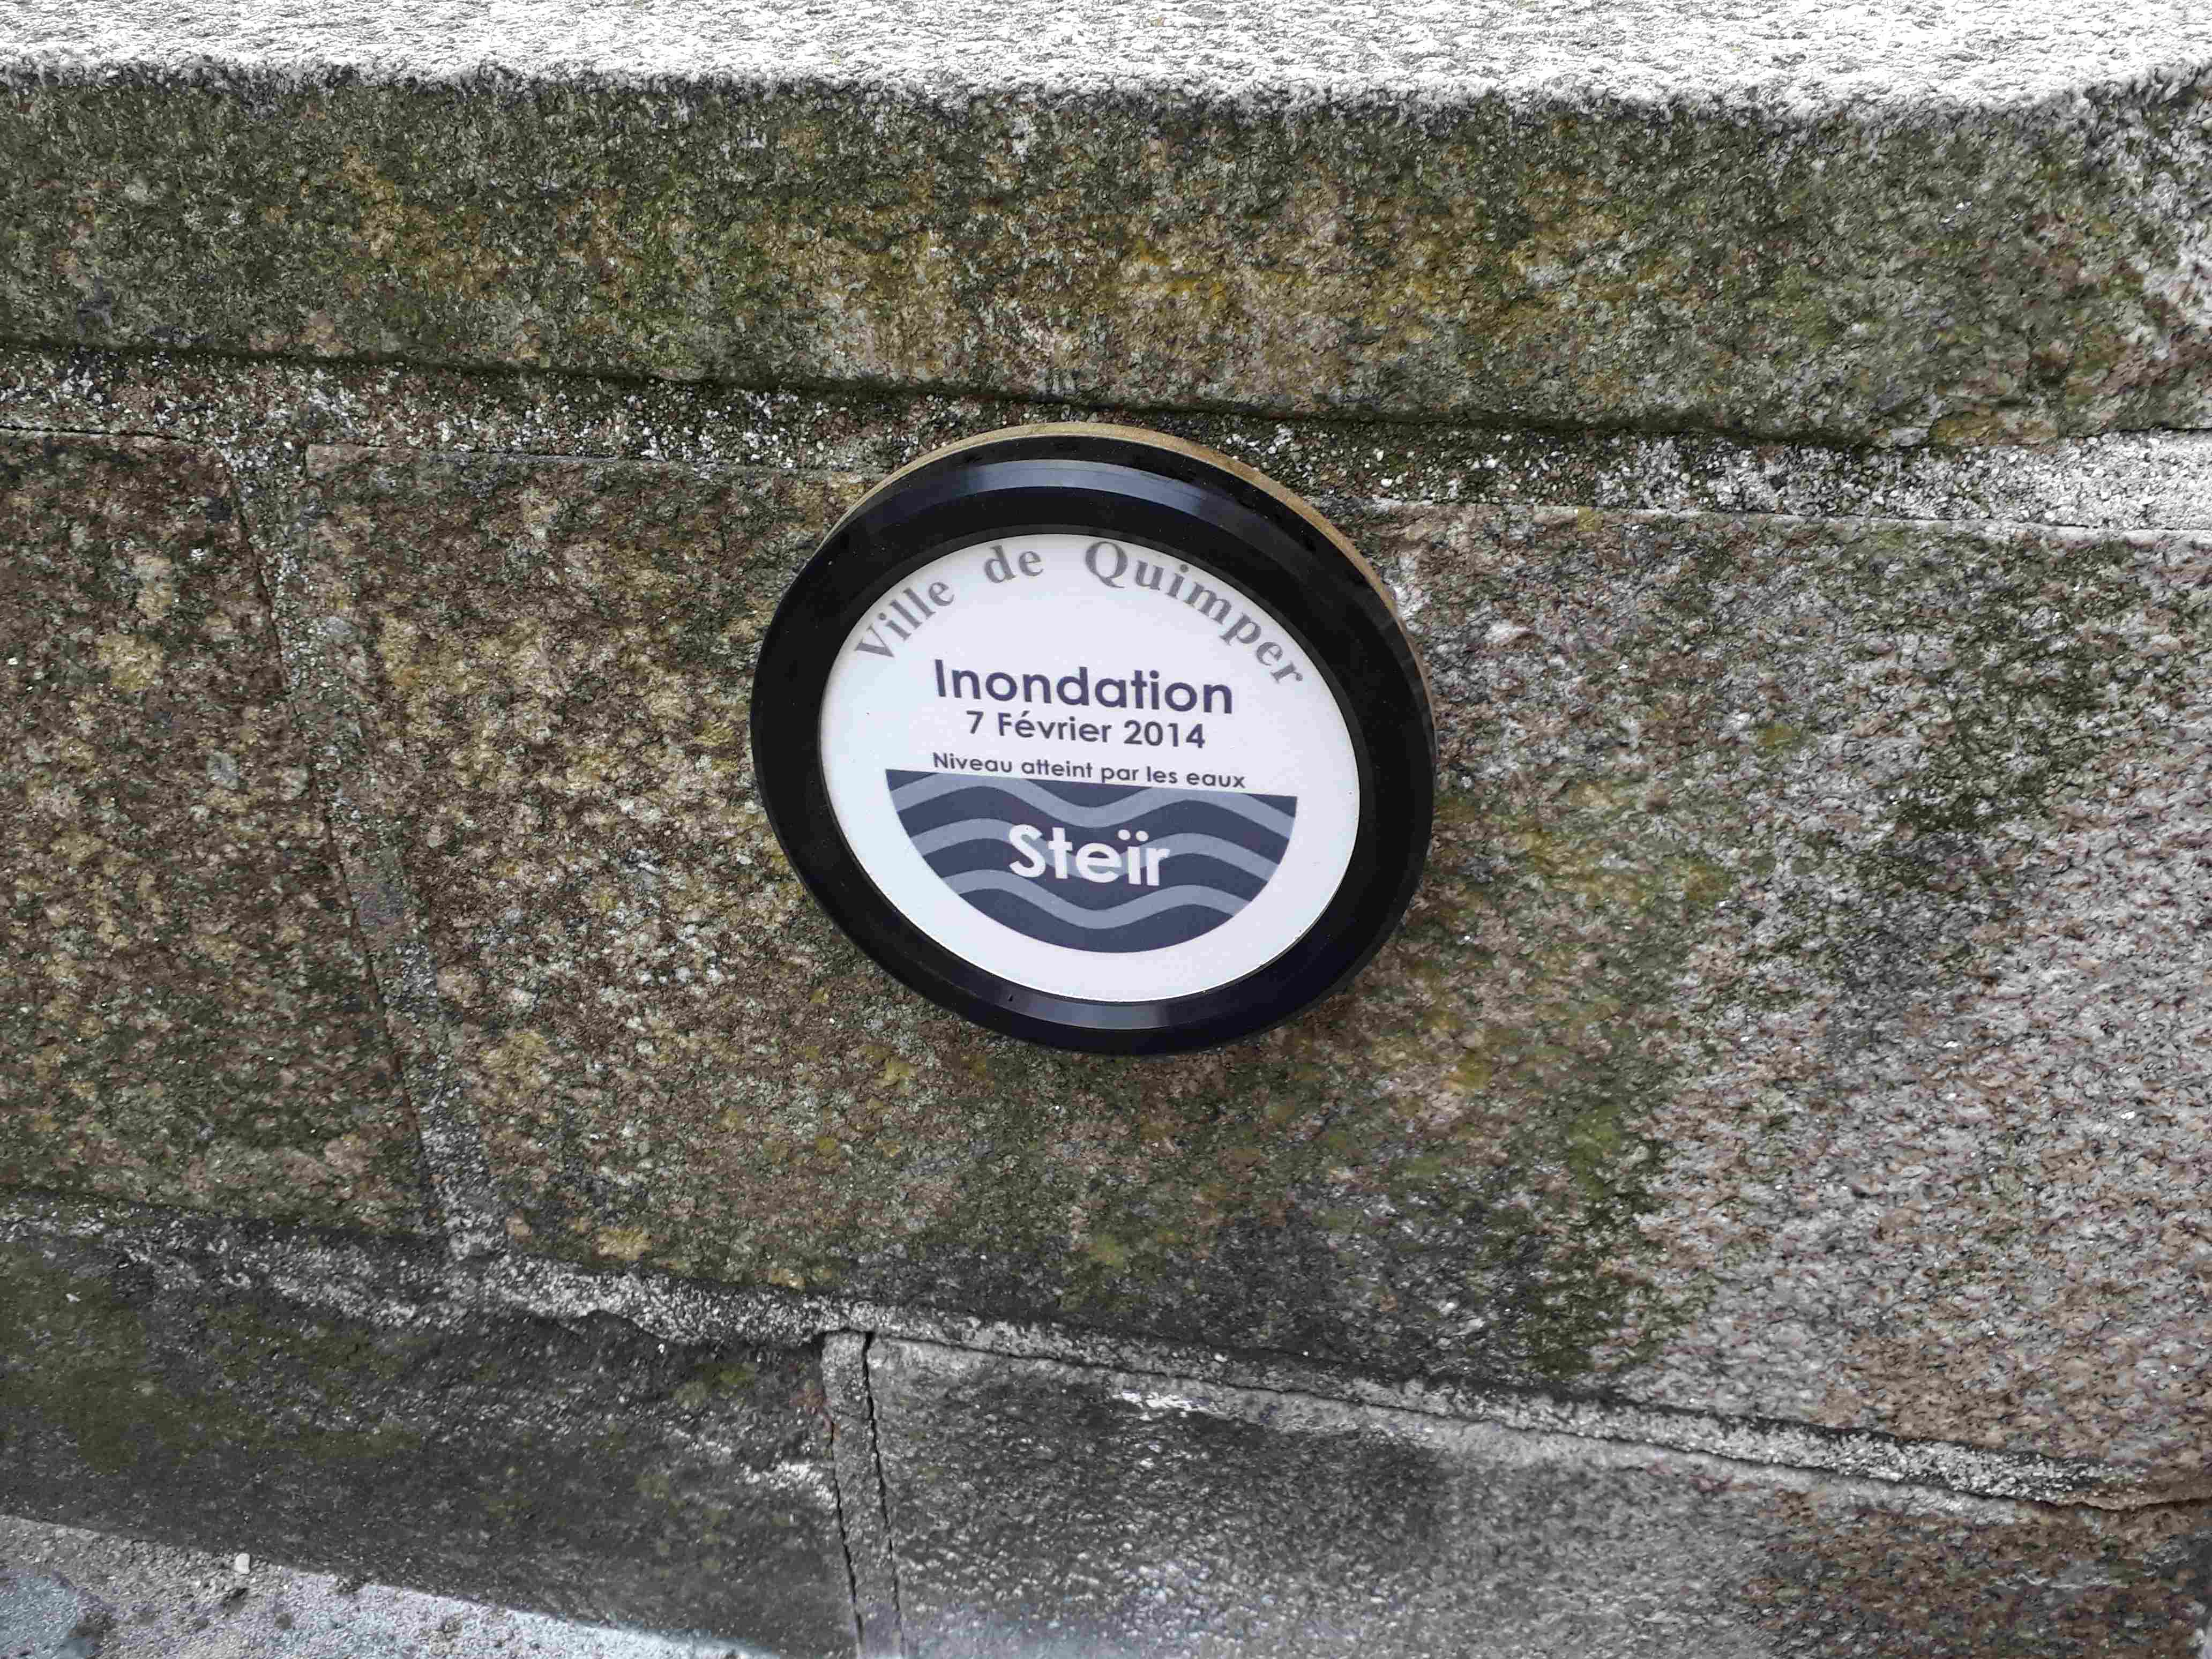 Ville de Quimper
Inondation
7 Février 2014
Niveau atteint par les eaux
Steïr